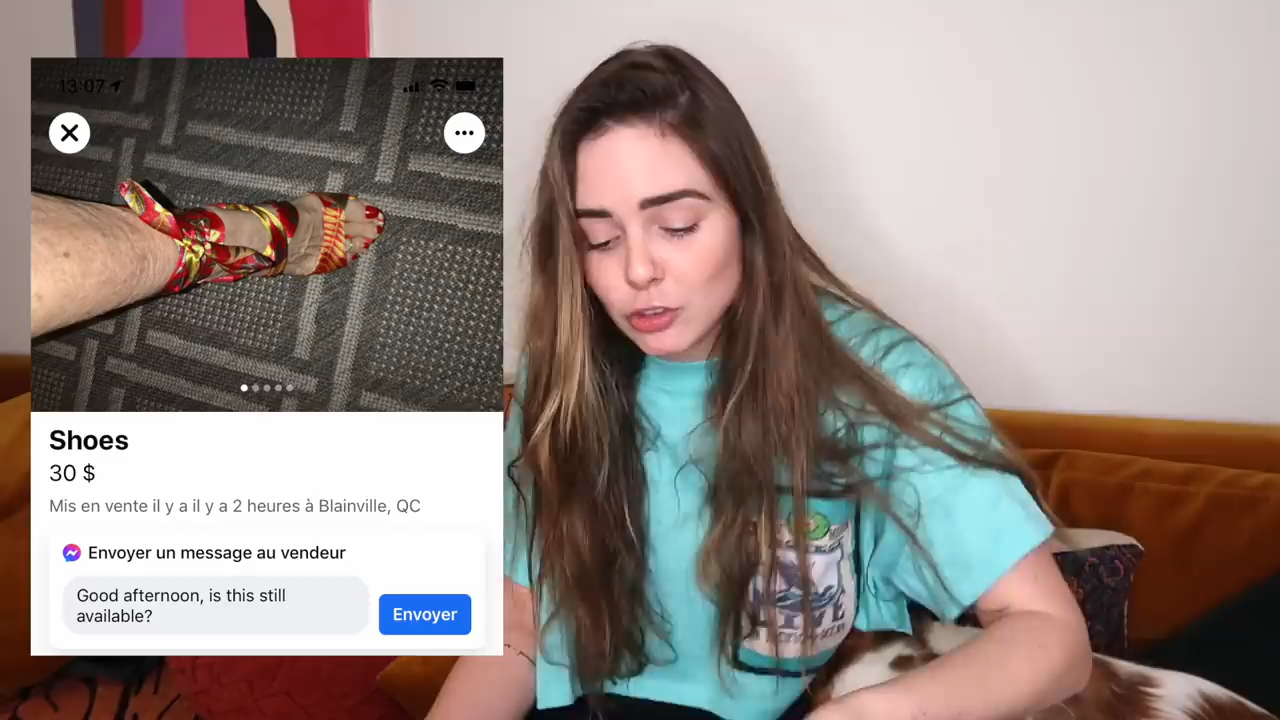 13:07
Shoes
30 $
Mis en vente il y a il y a 2 heures à Blainville, QC
Envoyer un message au vendeur
Good afternoon, is this still
available?
Envoyer